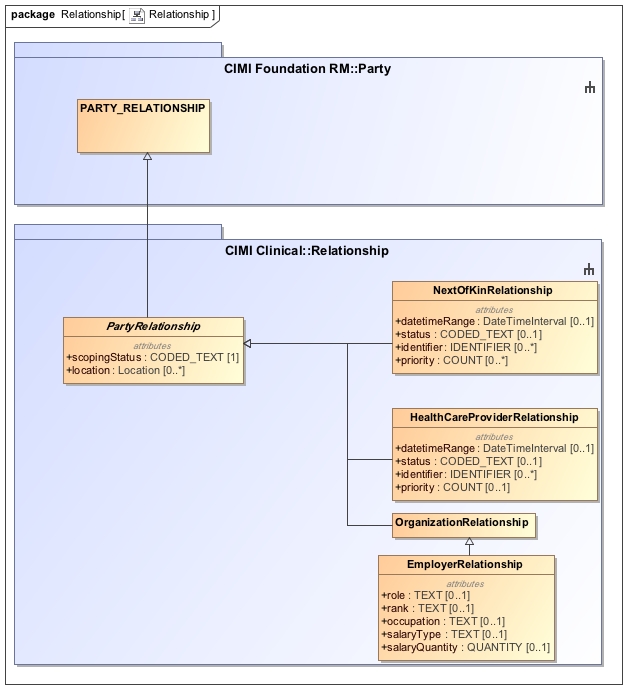 package Relationship[ Relationship ]
CIMI Foundation RM::Party
PARTY_RELATIONSHIP
CIMI Clinical::Relationship
PartyRelationship
attributes
+scopingStatus : CODED_TEXT [1]
+location : Location [0..*]
NextOfKinRelationship
attributes
+datetimeRange : DateTimeInterval [0..1]
+status : CODED_TEXT [0..1]
+identifier : IDENTIFIER [0..*]
+priority : COUNT [0..*]
HealthCareProviderRelationship
attributes
+datetimeRange : DateTimeInterval [0..1]
+status : CODED_TEXT [0..1]
+identifier : IDENTIFIER [0..*]
+priority : COUNT [0..1]
OrganizationRelationship
EmployerRelationship
attributes
+role : TEXT [0..1]
+rank : TEXT [0..1]
+occupation : TEXT [0..1]
+salaryType : TEXT [0..1]
+salaryQuantity : QUANTITY [0..1]